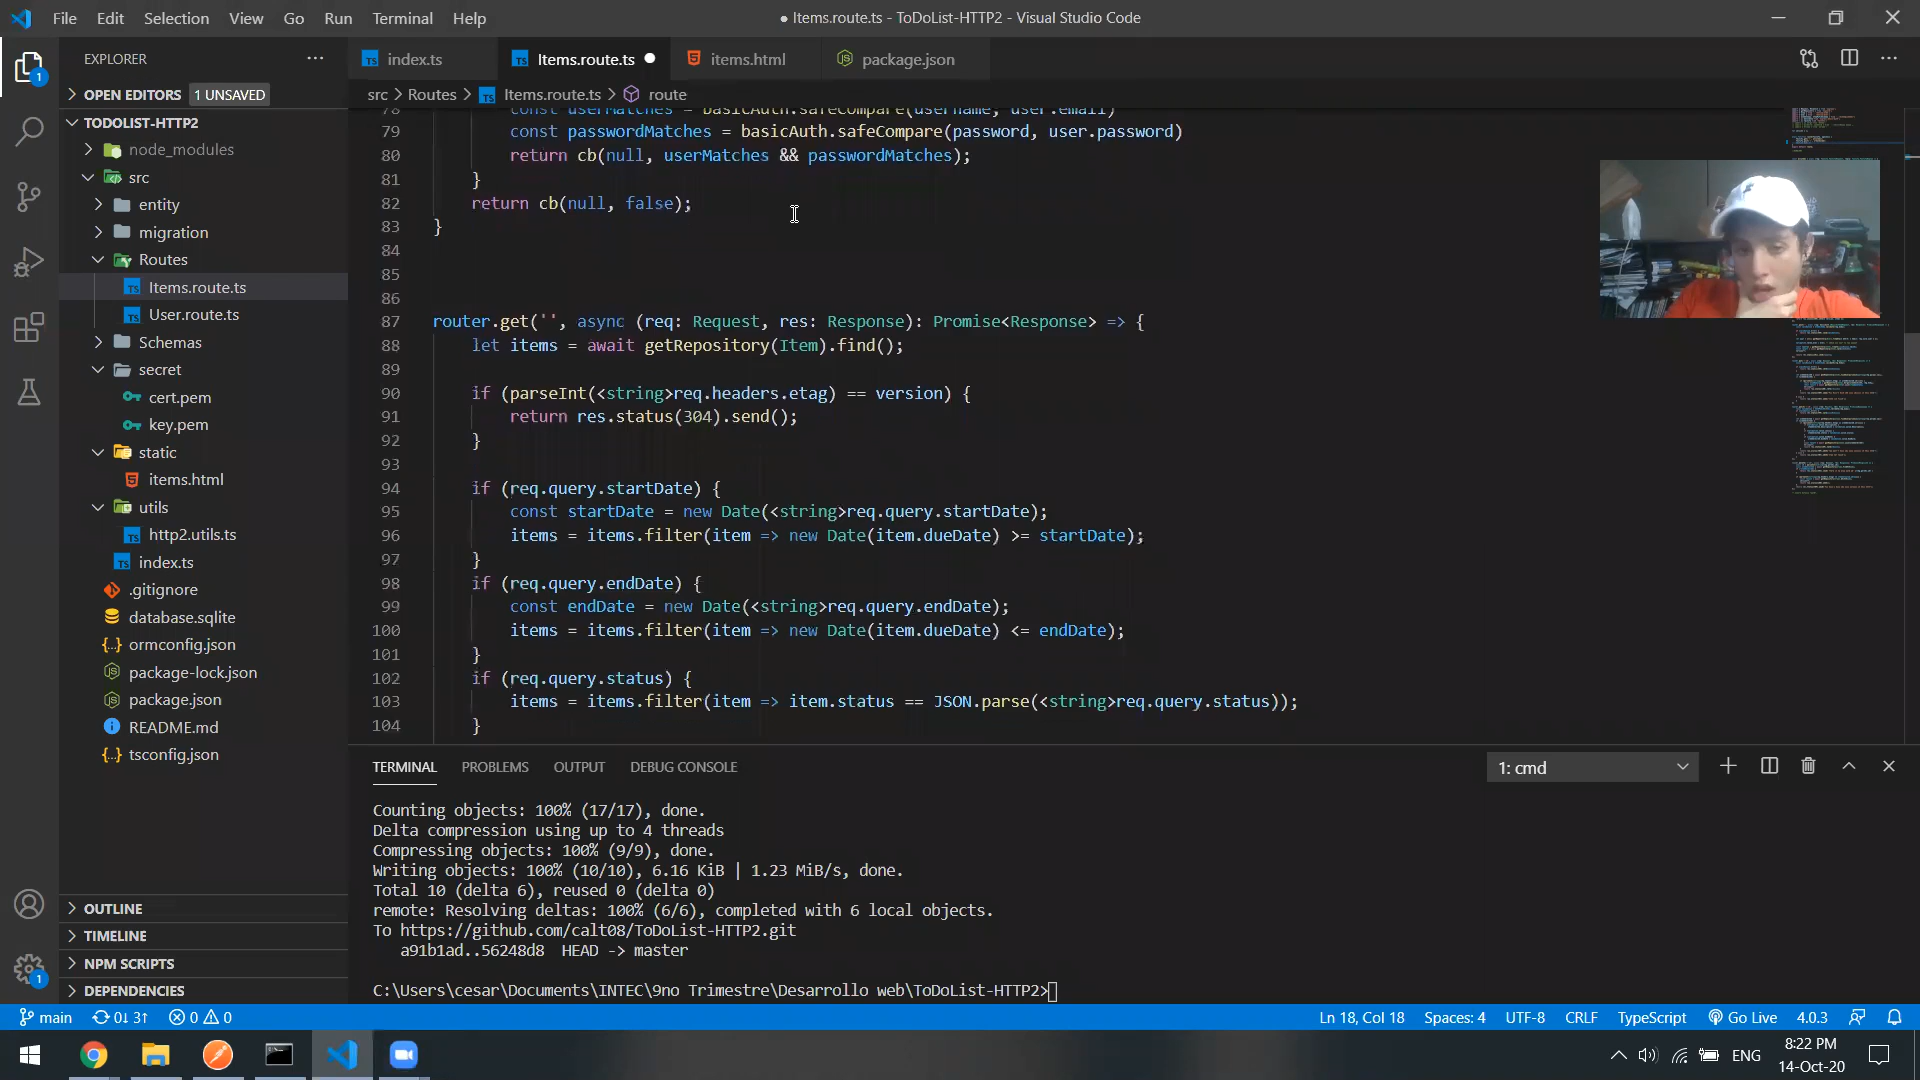 File Edit Selection View Go Run Terminal Help
● Items.route.ts - ToDoList-HTTP2 - Visual Studio Code
EXPLORER
index.ts
Items.route.ts
items.html
package.json
OPEN EDITORS 1 UNSAVED
src > Routes > TS Items.route.ts > route
TODOLIST-HTTP2
node_modules
src
entity
migration
Routes
TS Items.route.ts
TS User.route.ts
Schemas
secret
cert.pem
key.pem
static
items.html
utils
TS http2.utils.ts
TS index.ts
.gitignore
database.sqlite
{..} ormconfig.json
package-lock.json
package.json
README.md
{..} tsconfig.json
OUTLINE
TIMELINE
NPM SCRIPTS
DEPENDENCIES
78 const userMatches = basicAuth.safeCompare(username, user.email)
79 const passwordMatches = basicAuth.safeCompare(password, user.password)
80 return cb(null, userMatches && passwordMatches);
81 }
82 return cb(null, false);
83 }
84
85
86
87 router.get('', async (req: Request, res: Response): Promise<Response> => {
88 let items = await getRepository(Item).find();
89
90 if (parseInt(<string>req.headers.etag) == version) {
91 return res.status(304).send();
92 }
93
94 if (req.query.startDate) {
95 const startDate = new Date(<string>req.query.startDate);
96 items = items.filter(item => new Date(item.dueDate) >= startDate);
97 }
98 if (req.query.endDate) {
99 const endDate = new Date(<string>req.query.endDate);
100 items = items.filter(item => new Date(item.dueDate) <= endDate);
101 }
102 if (req.query.status) {
103 items = items.filter(item => item.status == JSON.parse(<string>req.query.status));
104 }
TERMINAL PROBLEMS OUTPUT DEBUG CONSOLE
1: cmd
Counting objects: 100% (17/17), done.
Delta compression using up to 4 threads
Compressing objects: 100% (9/9), done.
Writing objects: 100% (10/10), 6.16 KiB | 1.23 MiB/s, done.
Total 10 (delta 6), reused 0 (delta 0)
remote: Resolving deltas: 100% (6/6), completed with 6 local objects.
To https://github.com/calt08/ToDoList-HTTP2.git
a91b1ad..56248d8 HEAD -> master
C:\Users\cesar\Documents\INTEC\9no Trimestre\Desarrollo web\ToDoList-HTTP2>
main 0↓ 3↑ 0 0
Ln 18, Col 18 Spaces: 4 UTF-8 CRLF TypeScript Go Live 4.0.3
ENG
8:22 PM
14-Oct-20